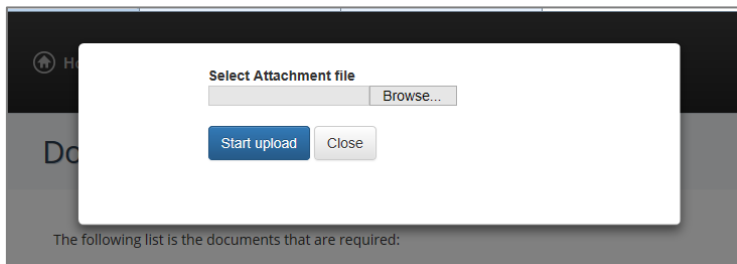 Select Attachment file
Browse...
Start upload Close
The following list is the documents that are required: